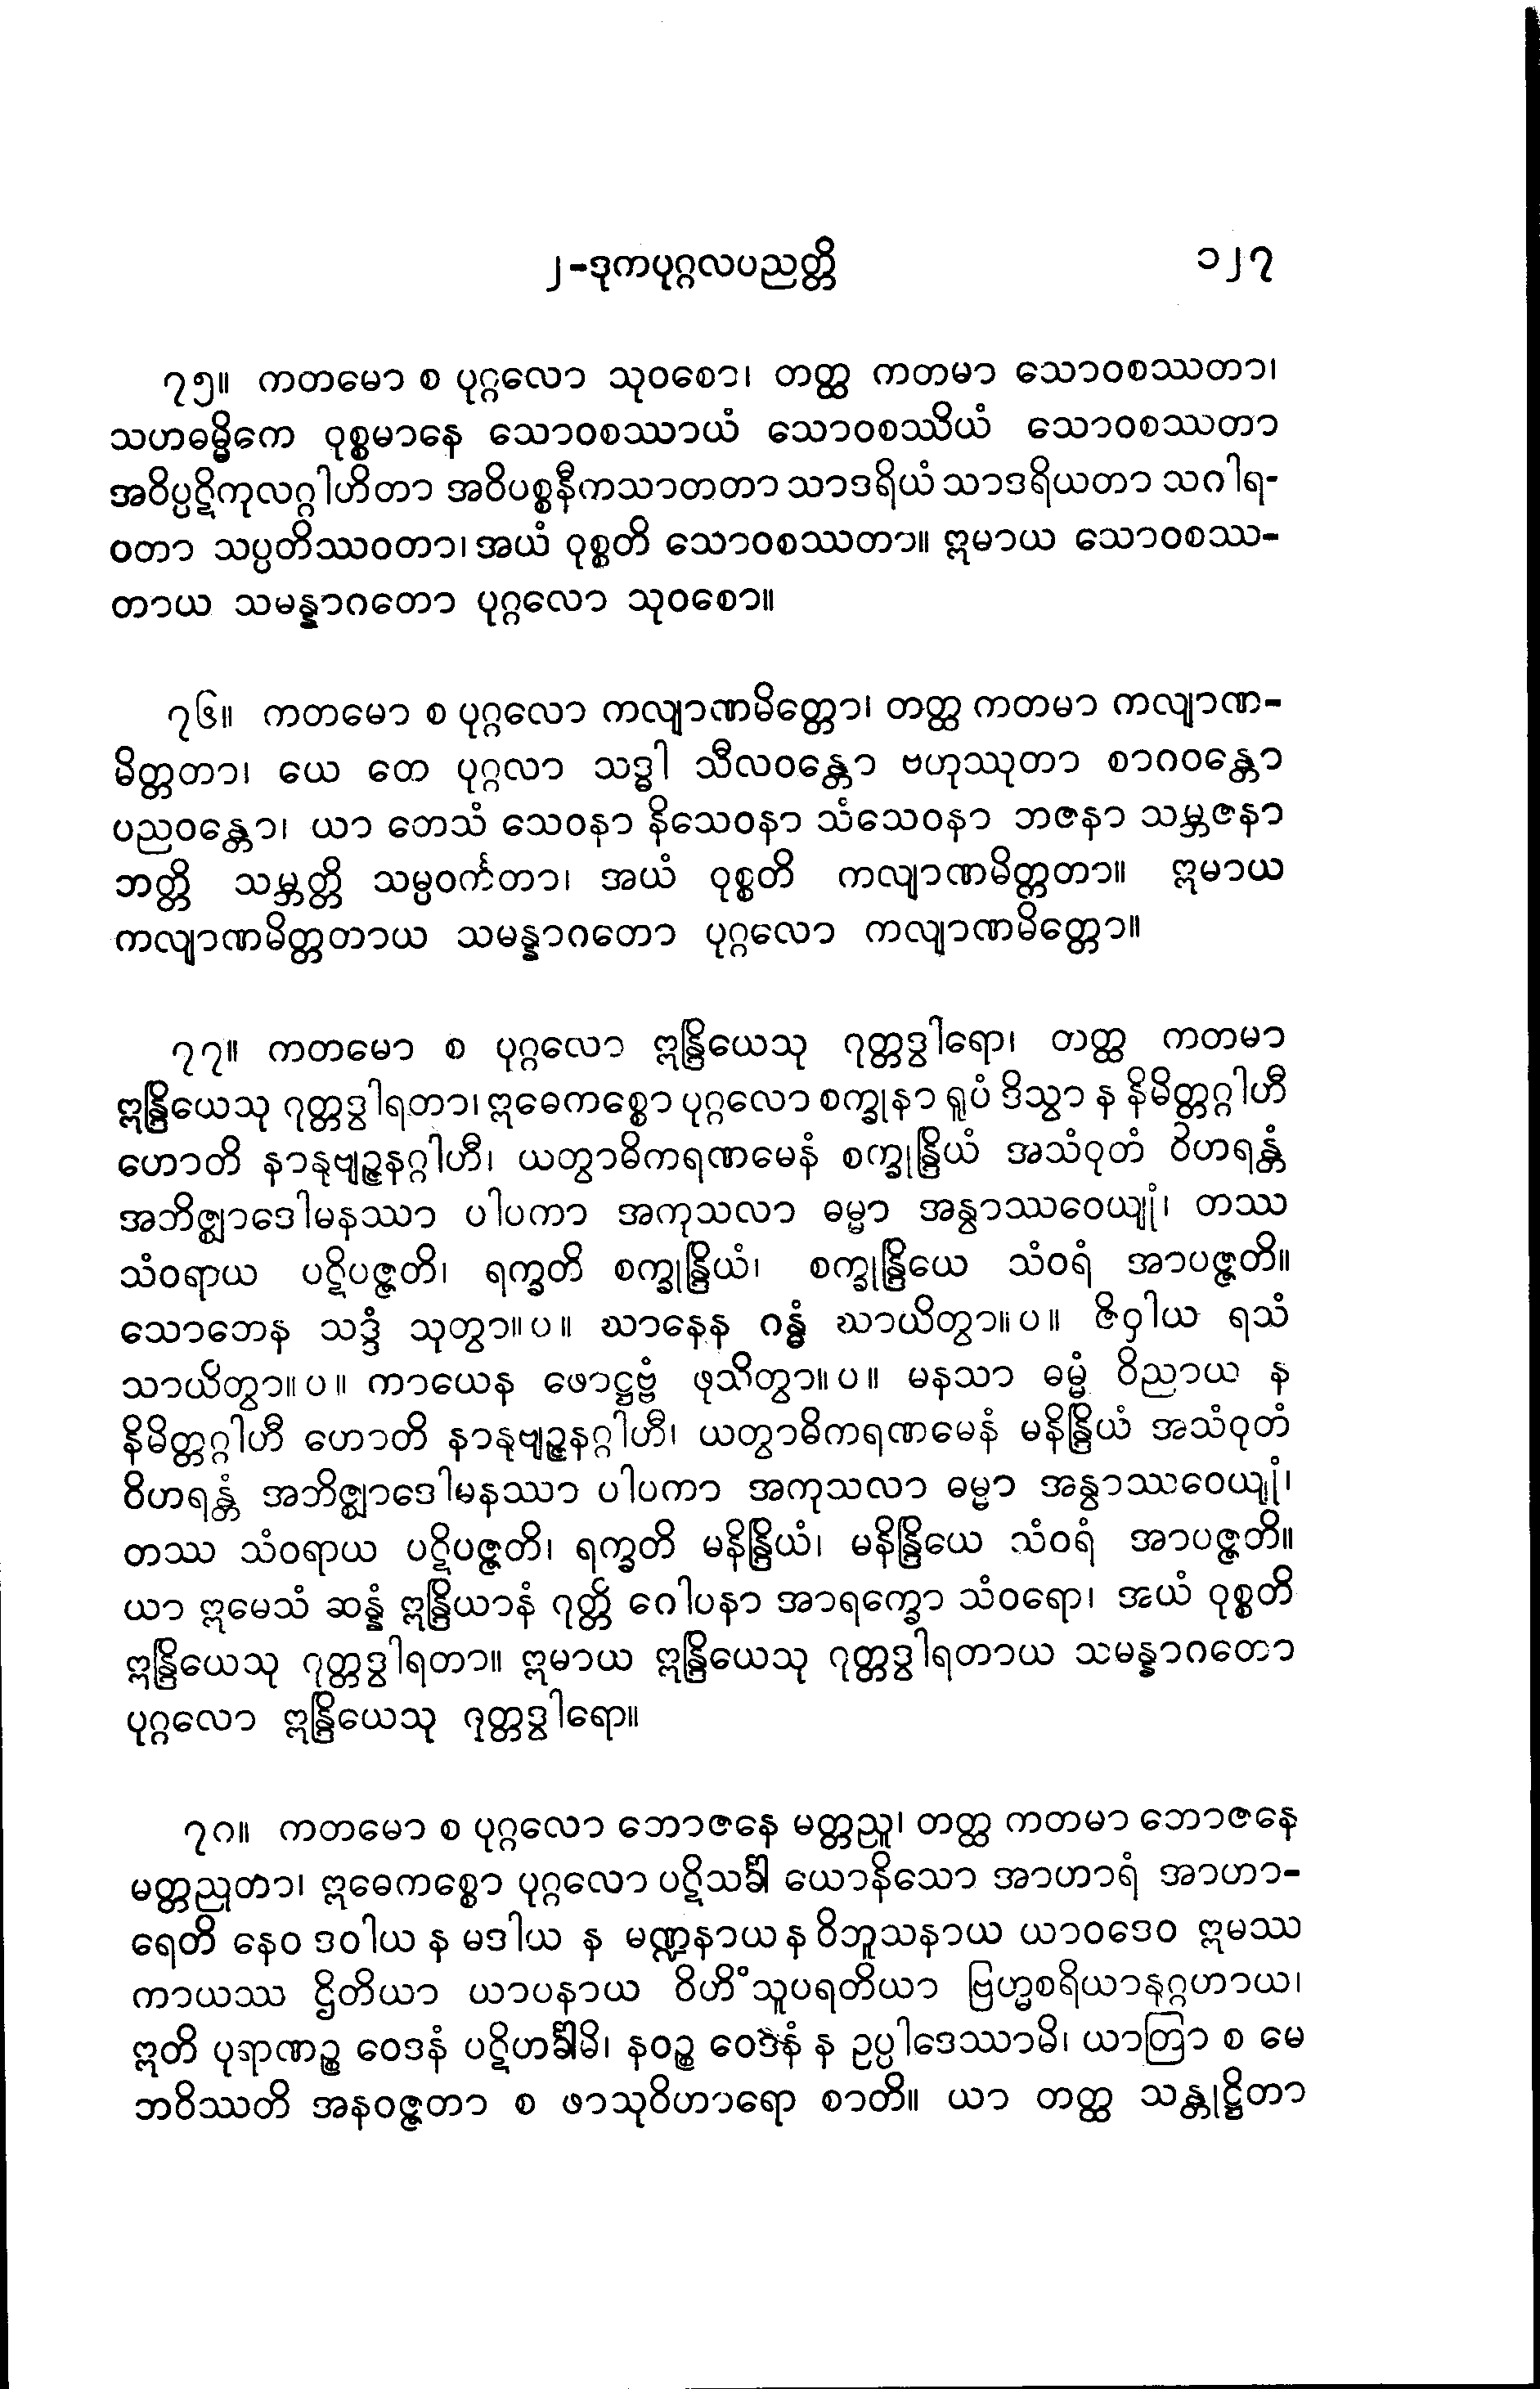 ၂-ဒုကပုဂ္ဂလပညတ္တိ ၁၂၇
၇၅။ ကတမော စ ပုဂ္ဂလော သုဝစော၊ တတ္ထ ကတမာ သောဝစဿတာ၊
သဟဓမ္မိကေ ဝုစ္စမာနေ သောဝစဿာယံ သောဝစဿိယံ သောဝစဿတာ
အဝိပ္ပဋိကုလဂ္ဂါဟိတာ အဝိပစ္စနီကသာတတာ သာဒရိယံ သာဒရိယတာ သဂါရ-
ဝတာ သပ္ပတိဿဝတာ၊ အယံ ဝုစ္စတိ သောဝစဿတာ။ ဣမာယ သောဝစဿ-
တာယ သမန္နာဂတော ပုဂ္ဂလော သုဝစော။
၇၆။ ကတမော စ ပုဂ္ဂလော ကလျာဏမိတ္တော၊ တတ္ထ ကတမာ ကလျာဏ-
မိတ္တတာ၊ ယေ တေ ပုဂ္ဂလာ သဒ္ဓါ သီလဝန္တော ဗဟုဿုတာ စာဂဝန္တော
ပညဝန္တော၊ ယာ တေသံ သေဝနာ နိသေဝနာ သံသေဝနာ ဘဇနာ သမ္ဘဇနာ
ဘတ္တိ သမ္ဘတ္တိ သမ္ပဝင်္ကတာ၊ အယံ ဝုစ္စတိ ကလျာဏမိတ္တတာ။ ဣမာယ
ကလျာဏမိတ္တတာယ သမန္နာဂတော ပုဂ္ဂလော ကလျာဏမိတ္တော။
၇၇။ ကတမော စ ပုဂ္ဂလော ဣန္ဒြိယေသု ဂုတ္တဒွါရော၊ တတ္ထ ကတမာ
ဣန္ဒြိယေသု ဂုတ္တဒွါရတာ၊ ဣဓေကစ္စော ပုဂ္ဂလော စက္ခုနာ ရူပံ ဒိသွာ န နိမိတ္တဂ္ဂါဟီ
ဟောတိ နာနုဗျဉ္ဇနဂ္ဂါဟီ၊ ယတွာဓိကရဏမေနံ စက္ခုန္ဒြိယံ အသံဝုတံ ဝိဟရန္တံ
အဘိဇ္ဈာဒေါမနဿာ ပါပကာ အကုသလာ ဓမ္မာ အနွာဿဝေယျုံ၊ တဿ
သံဝရာယ ပဋိပဇ္ဇတိ၊ ရက္ခတိ စက္ခုန္ဒြိယံ၊ စက္ခုန္ဒြိယေ သံဝရံ အာပဇ္ဇတိ။
သောတေန သဒ္ဒံ သုတွာ။ပ။ ဃာနေန ဂန္ဓံ ဃာယိတွာ။ပ။ ဇိဝှါယ ရသံ
သာယိတွာ။ပ။ ကာယေန ဖောဋ္ဌဗ္ဗံ ဖုသိတွာ။ပ။ မနသာ ဓမ္မံ ဝိညာယ န
နိမိတ္တဂ္ဂါဟီ ဟောတိ နာနုဗျဉ္ဇနဂ္ဂါဟီ၊ ယတွာဓိကရဏမေနံ မနိန္ဒြိယံ အသံဝုတံ
ဝိဟရန္တံ အဘိဇ္ဈာဒေါမနဿာ ပါပကာ အကုသလာ ဓမ္မာ အနွာဿဝေယျုံ၊
တဿ သံဝရာယ ပဋိပဇ္ဇတိ၊ ရက္ခတိ မနိန္ဒြိယံ၊ မနိန္ဒြိယေ သံဝရံ အာပဇ္ဇတိ။
ယာ ဣမေသံ ဆန္နံ ဣန္ဒြိယာနံ ဂုတ္တိ ဂေါပနာ အာရက္ခော သံဝရော၊ အယံ ဝုစ္စတိ
ဣန္ဒြိယေသု ဂုတ္တဒွါရတာ။ ဣမာယ ဣန္ဒြိယေသု ဂုတ္တဒွါရတာယ သမန္နာဂတော
ပုဂ္ဂလော ဣန္ဒြိယေသု ဂုတ္တဒွါရော။
၇၈။ ကတမော စ ပုဂ္ဂလော ဘောဇနေ မတ္တညူ၊ တတ္ထ ကတမာ ဘောဇနေ
မတ္တညုတာ၊ ဣဓေကစ္စော ပုဂ္ဂလော ပဋိသင်္ခါ ယောနိသော အာဟာရံ အာဟာ-
ရေတိ နေဝ ဒဝါယ န မဒါယ န မဏ္ဍနာယ န ဝိဘူသနာယ ယာဝဒေဝ ဣမဿ
ကာယဿ ဌိတိယာ ယာပနာယ ဝိဟိံသူပရတိယာ ဗြဟ္မစရိယာနုဂ္ဂဟာယ၊
ဣတိ ပုရာဏဉ္စ ဝေဒနံ ပဋိဟင်္ခါမိ၊ နဝဉ္စ ဝေဒနံ န ဥပ္ပါဒေဿာမိ၊ ယာတြာ စ မေ
ဘဝိဿတိ အနဝဇ္ဇတာ စ ဖာသုဝိဟာရော စာတိ။ ယာ တတ္ထ သန္တုဋ္ဌိတာ